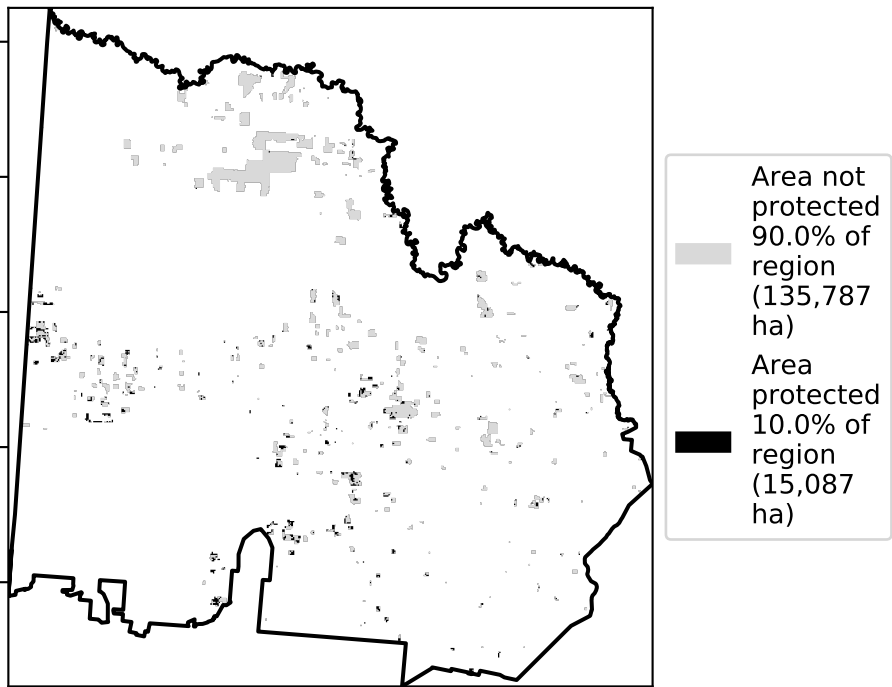 Area not
protected
90.0% of
region
(135,787
ha)
Area
protected
10.0% of
region
(15,087
ha)